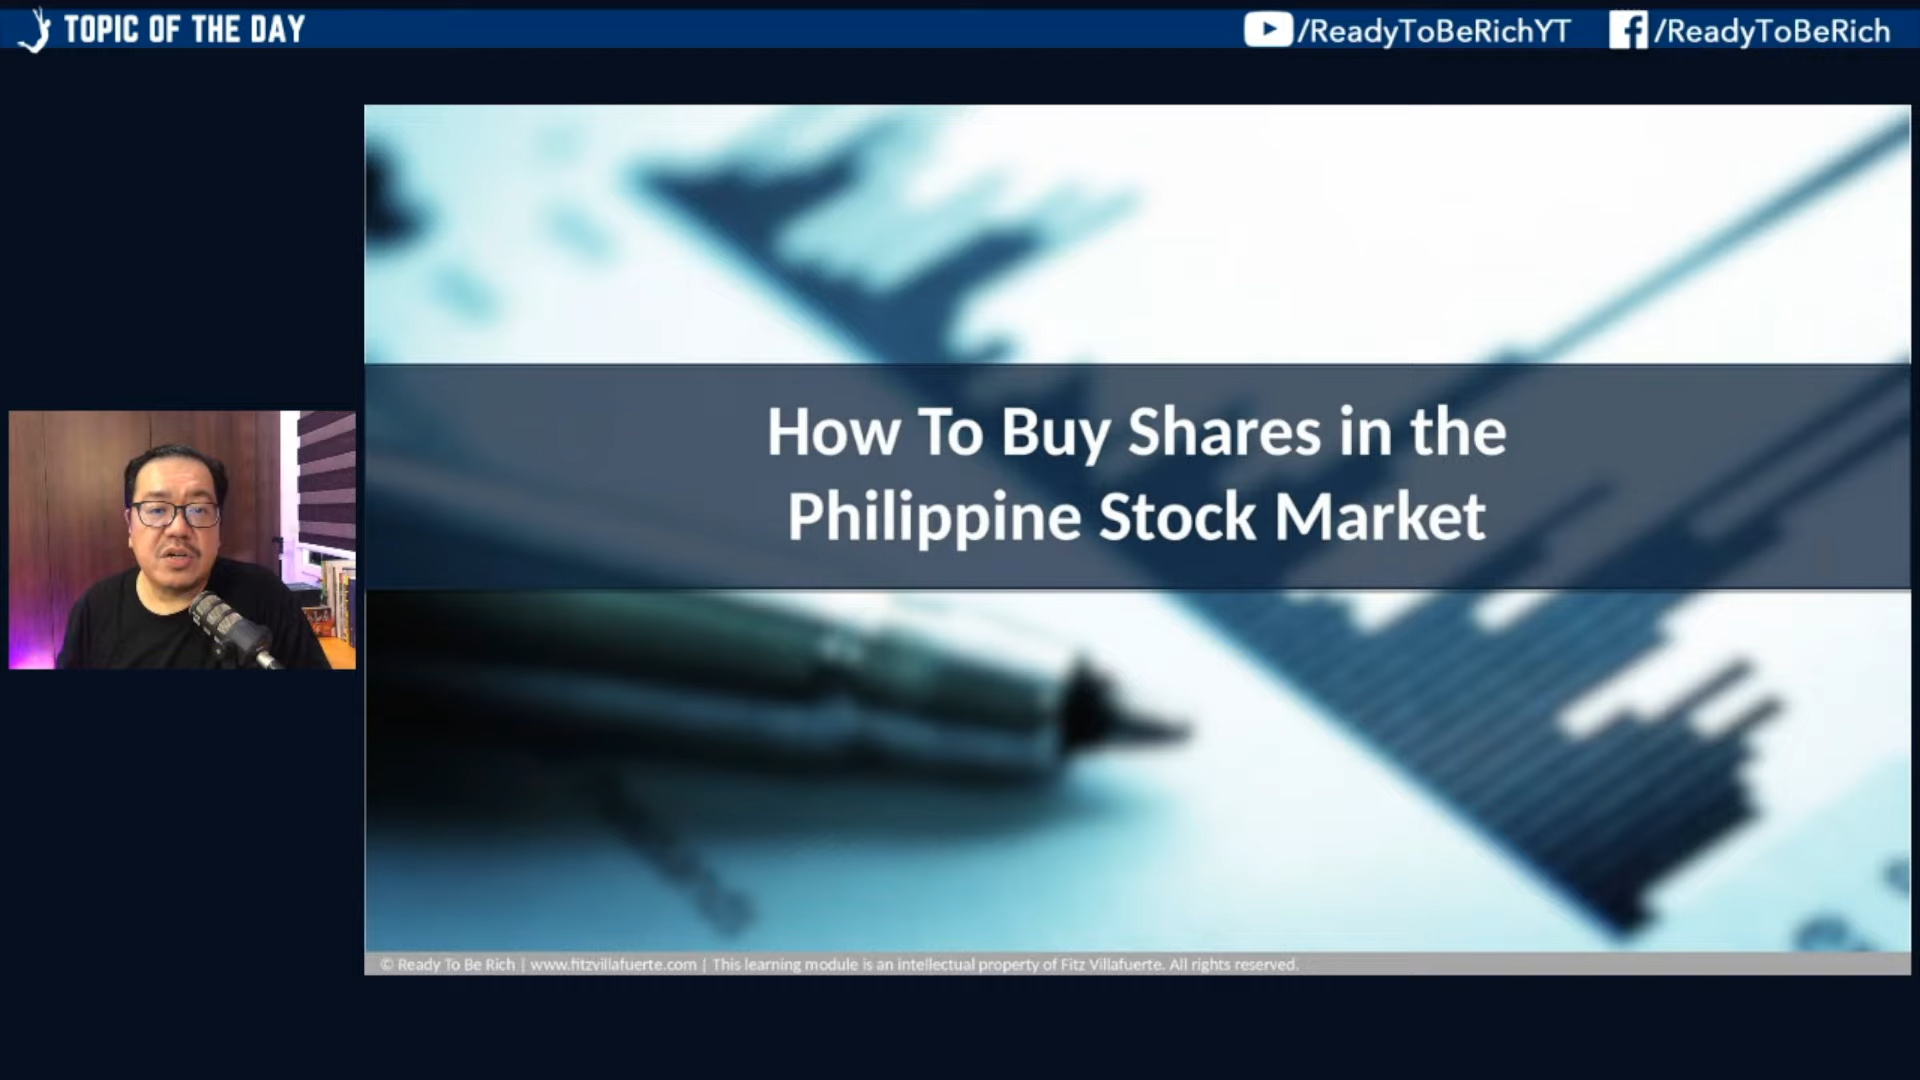 TOPIC OF THE DAY
/ReadyToBeRichYT
/ReadyToBeRich
How To Buy Shares in the
Philippine Stock Market
© Ready To Be Rich | www.fitzvillafuerte.com | This learning module is an intellectual property of Fitz Villafuerte. All rights reserved.